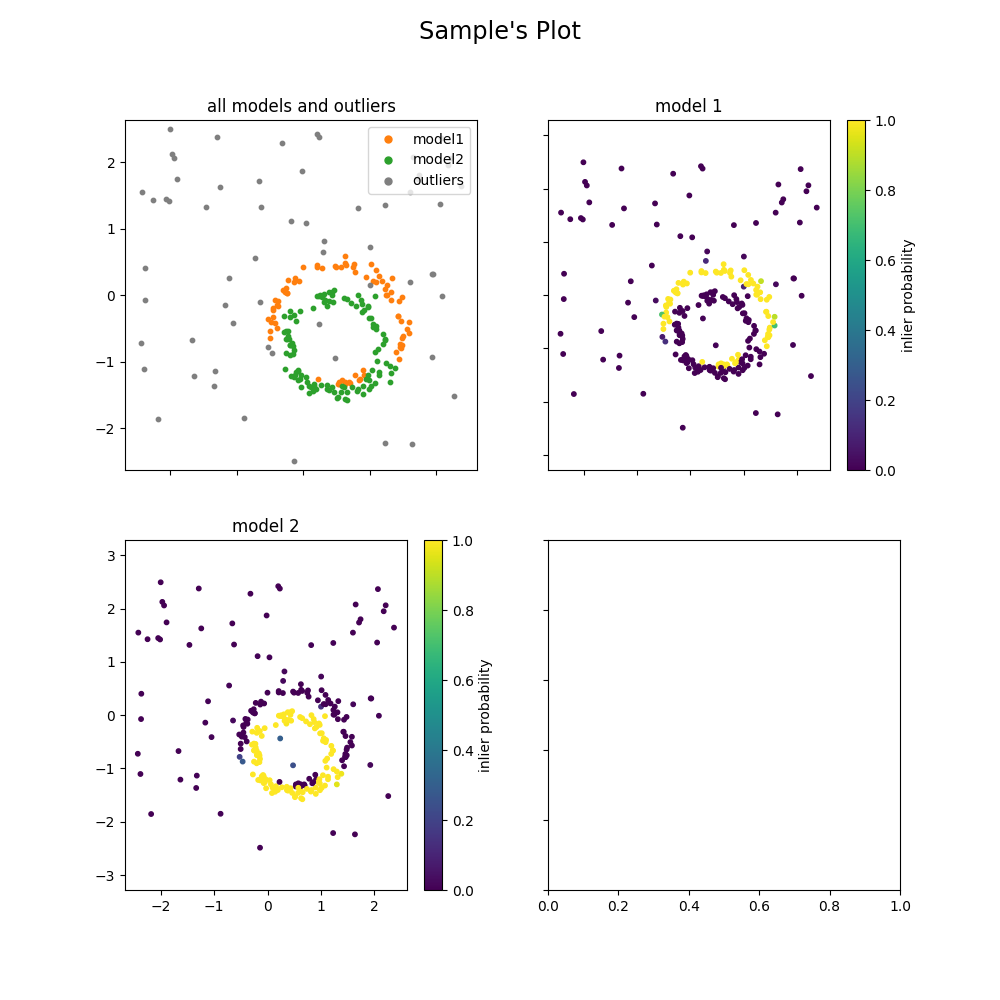 Sample's Plot
all models and outliers
model1
model2
outliers
2
1
0
−1
−2
model 1
1.0
0.8
0.6
0.4
0.2
0.0
inlier probability
model 2
3
2
1
0
−1
−2
−3
−2 −1 0 1 2
1.0
0.8
0.6
0.4
0.2
0.0
inlier probability
0.0 0.2 0.4 0.6 0.8 1.0